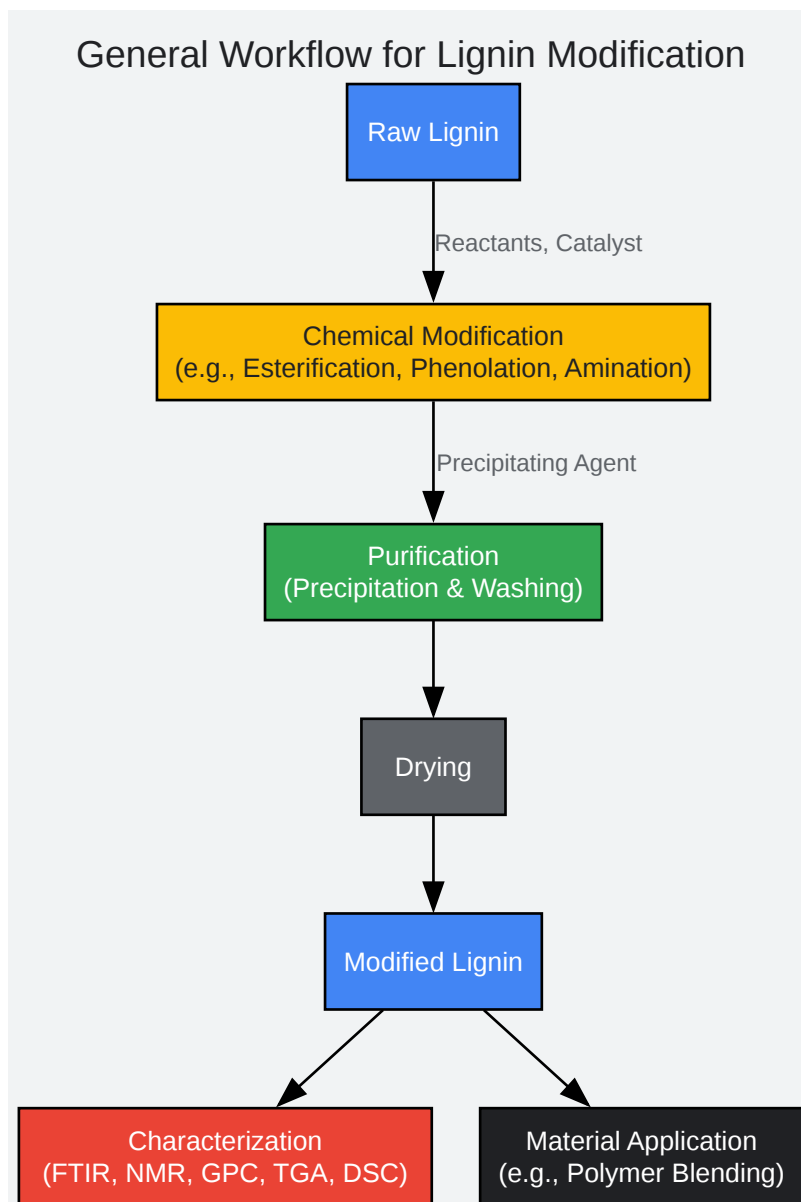 General Workflow for Lignin Modification
Raw Lignin
Reactants, Catalyst
Chemical Modification
(e.g., Esterification, Phenolation, Amination)
Precipitating Agent
Purification
(Precipitation & Washing)
Drying
Modified Lignin
Characterization
(FTIR, NMR, GPC, TGA, DSC)
Material Application
(e.g., Polymer Blending)